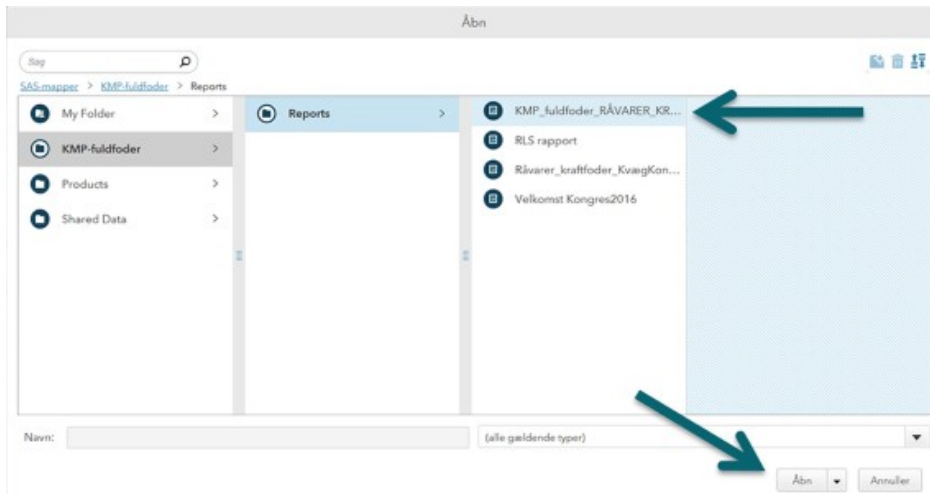 Åbn
Søg
SAS-mapper > KMP-fuldfoder > Reports
My Folder >
KMP-fuldfoder >
Products >
Shared Data >
Reports >
KMP_fuldfoder_RÅVARER_KR...
RLS rapport
Råvarer_kraftfoder_KvægKon...
Velkomst Kongres2016
Navn:
(alle gældende typer)
Åbn
Annuller